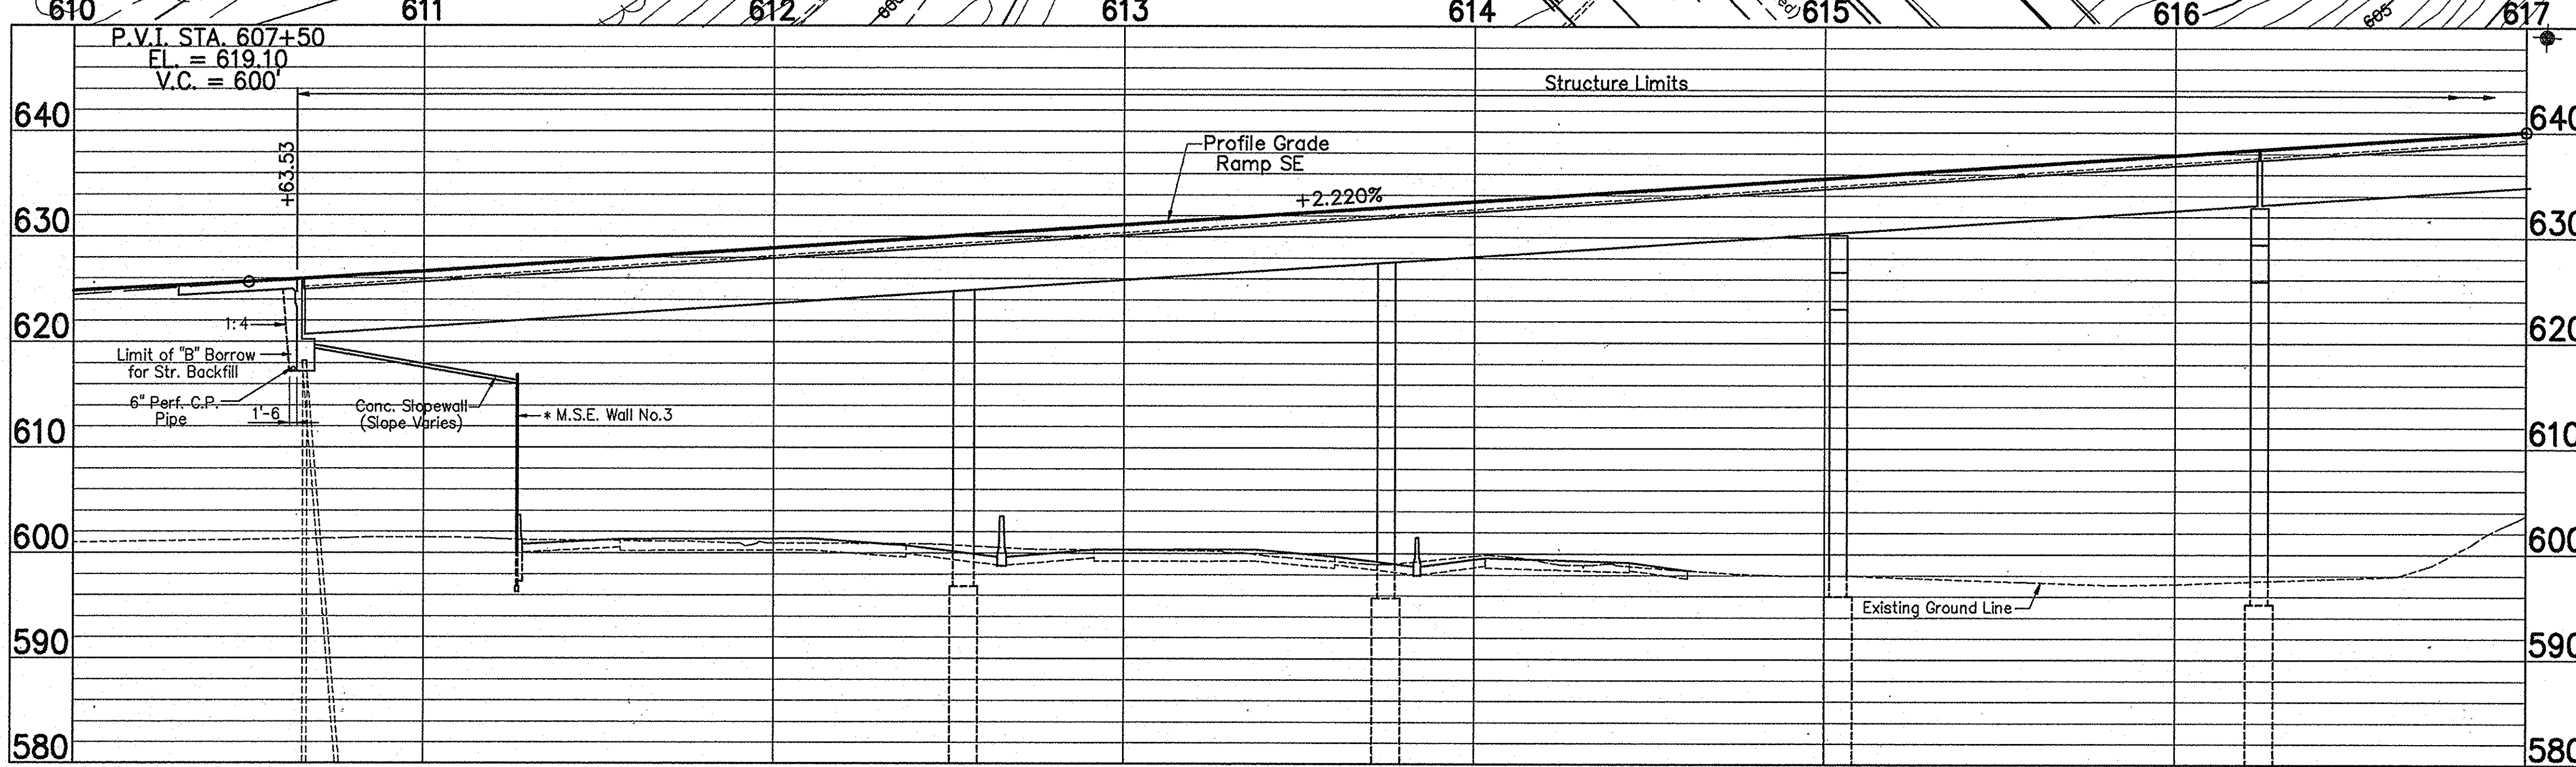 610 611 612 613 614 615 616 617
605
P.V.I. STA. 607+50
EL. = 619.10
V.C. = 600'
Structure Limits
640 640
+63.53
Profile Grade
Ramp SE
+2.220%
630 630
620 620
1:4
Limit of "B" Borrow
for Str. Backfill
6" Perf. C.P.
Pipe
1'-6
Conc. Slopewall
(Slope Varies)
* M.S.E. Wall No.3
610 610
600 600
Existing Ground Line
590 590
580 580